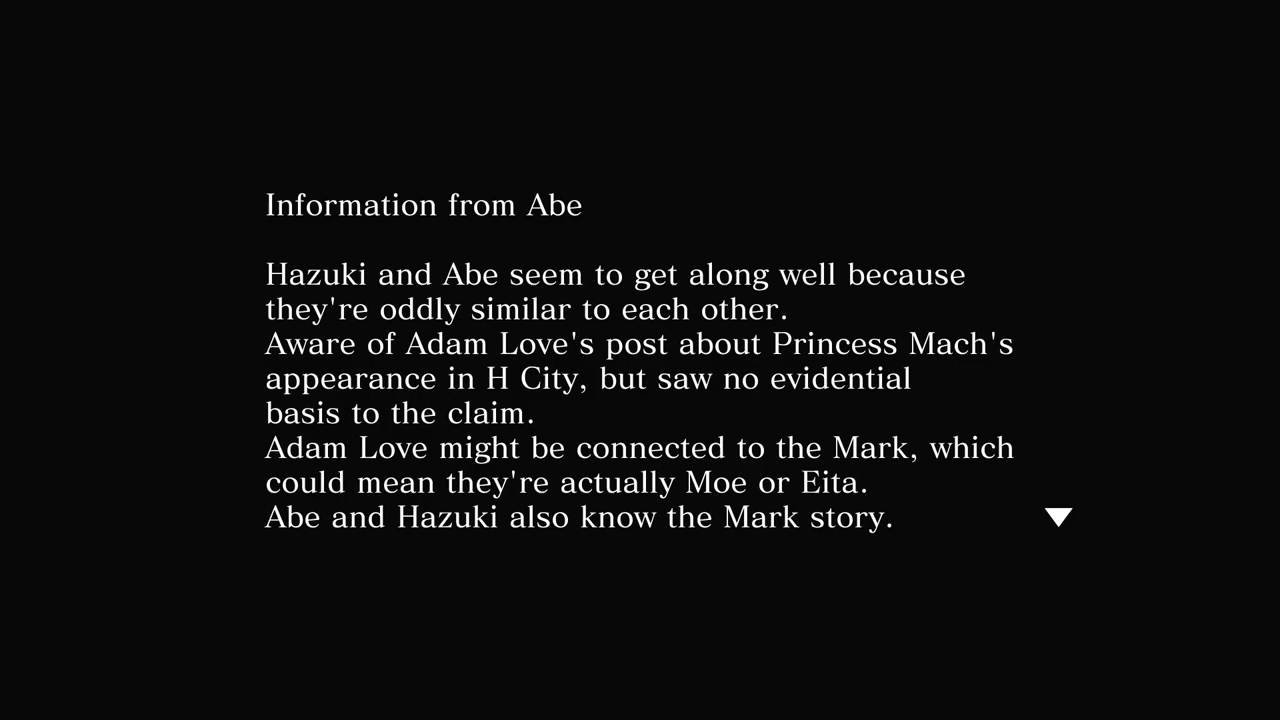 Information from Abe
Hazuki and Abe seem to get along well because
they're oddly similar to each other.
Aware of Adam Love's post about Princess Mach's
appearance in H City, but saw no evidential
basis to the claim.
Adam Love might be connected to the Mark, which
could mean they're actually Moe or Eita.
Abe and Hazuki also know the Mark story.